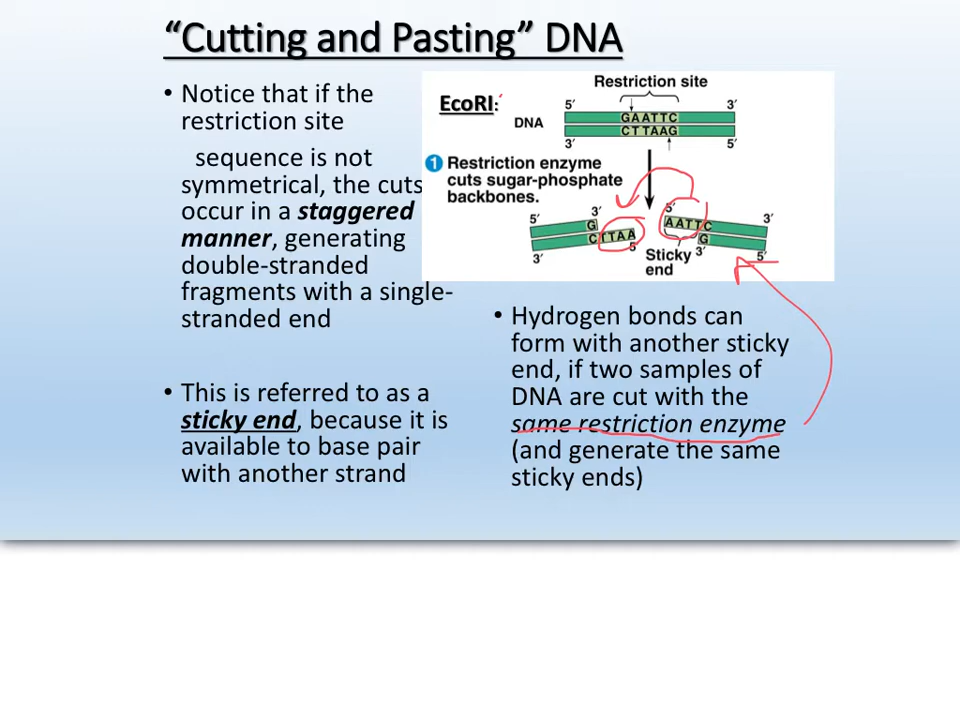 “Cutting and Pasting” DNA
• Notice that if the
restriction site
sequence is not
symmetrical, the cuts
occur in a staggered
manner, generating
double-stranded
fragments with a single-
stranded end
• This is referred to as a
sticky end, because it is
available to base pair
with another strand
EcoRI:
Restriction site
5′ 3′
DNA
GAATTC
CTTAAG
3′ 5′
1 Restriction enzyme
cuts sugar-phosphate
backbones.
5′ 3′
G
CTTAA
3′ 5′
5′ 3′
AATTC
G
3′ 5′
Sticky
end
• Hydrogen bonds can
form with another sticky
end, if two samples of
DNA are cut with the
same restriction enzyme
(and generate the same
sticky ends)